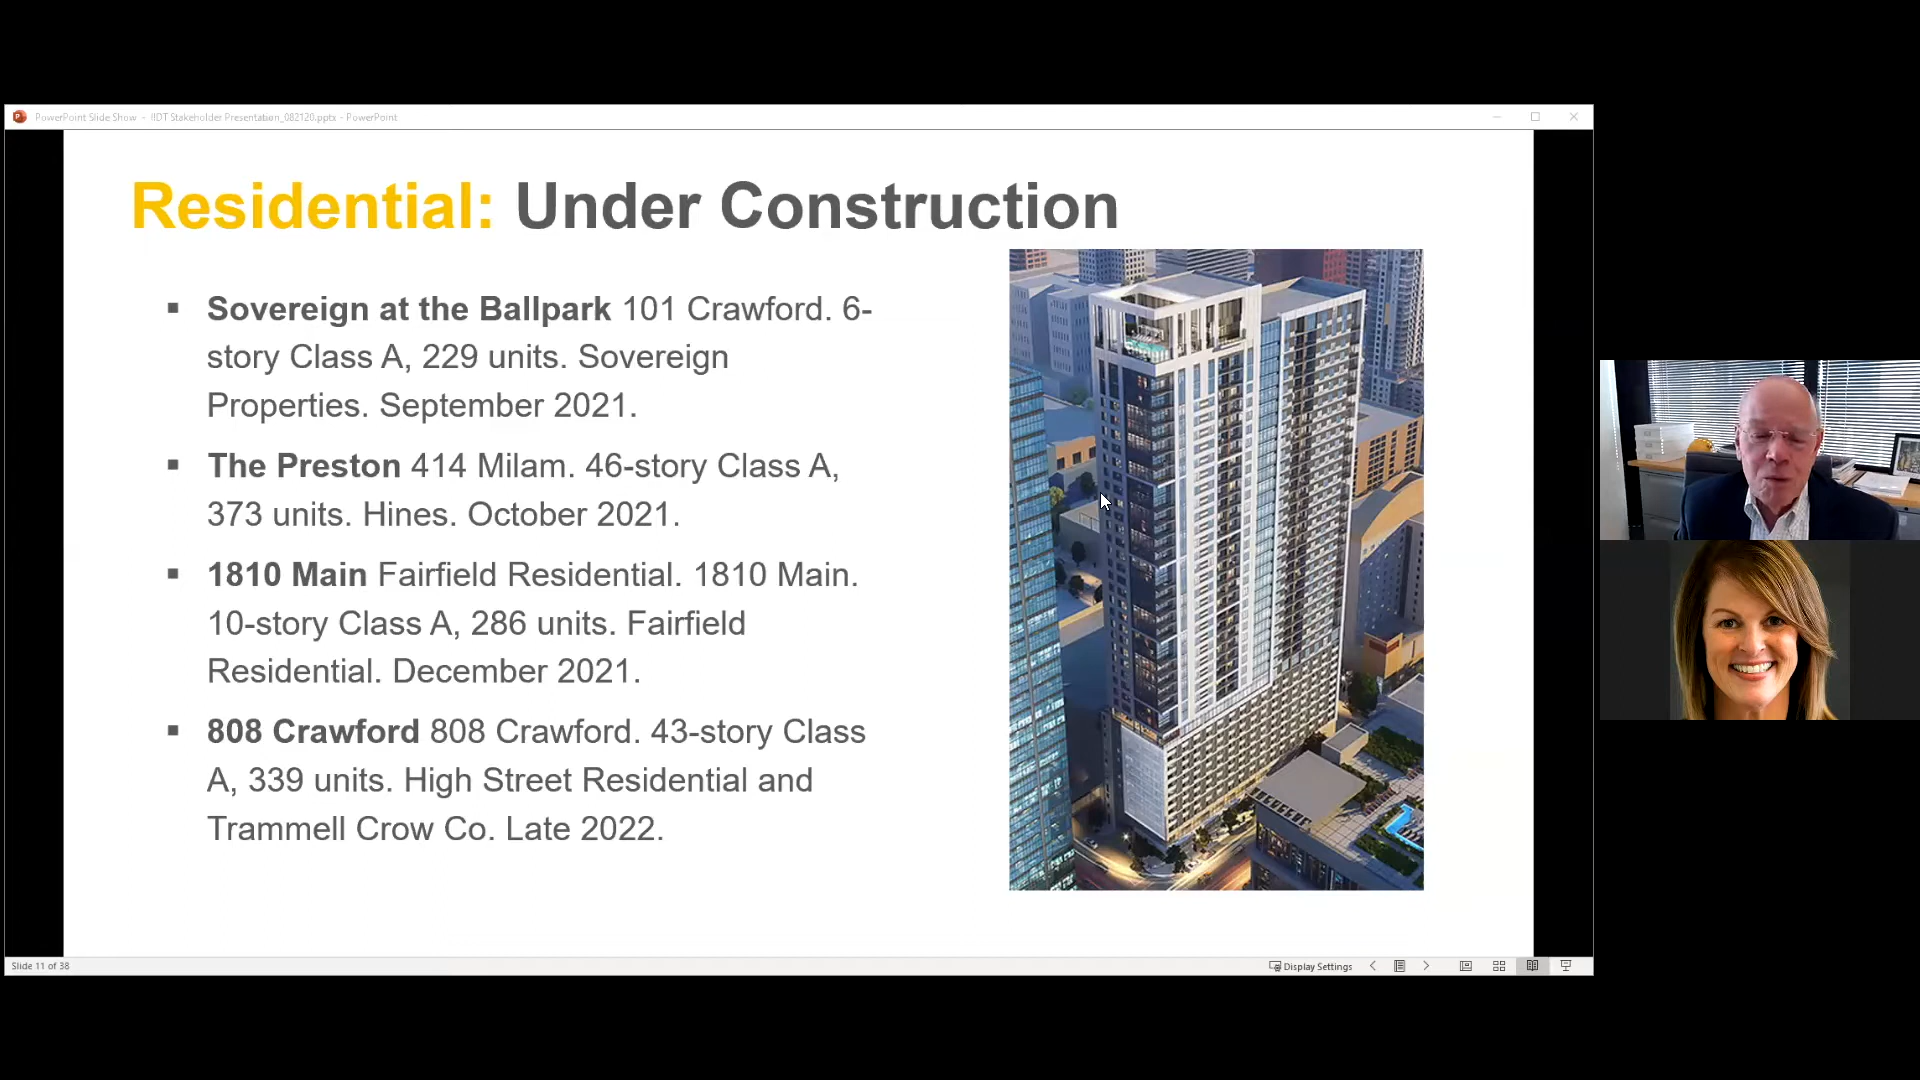 PowerPoint Slide Show - !!DT Stakeholder Presentation_082120.pptx - PowerPoint
Residential: Under Construction
▪ Sovereign at the Ballpark 101 Crawford. 6-
story Class A, 229 units. Sovereign
Properties. September 2021.
▪ The Preston 414 Milam. 46-story Class A,
373 units. Hines. October 2021.
▪ 1810 Main Fairfield Residential. 1810 Main.
10-story Class A, 286 units. Fairfield
Residential. December 2021.
▪ 808 Crawford 808 Crawford. 43-story Class
A, 339 units. High Street Residential and
Trammell Crow Co. Late 2022.
Slide 11 of 38
Display Settings